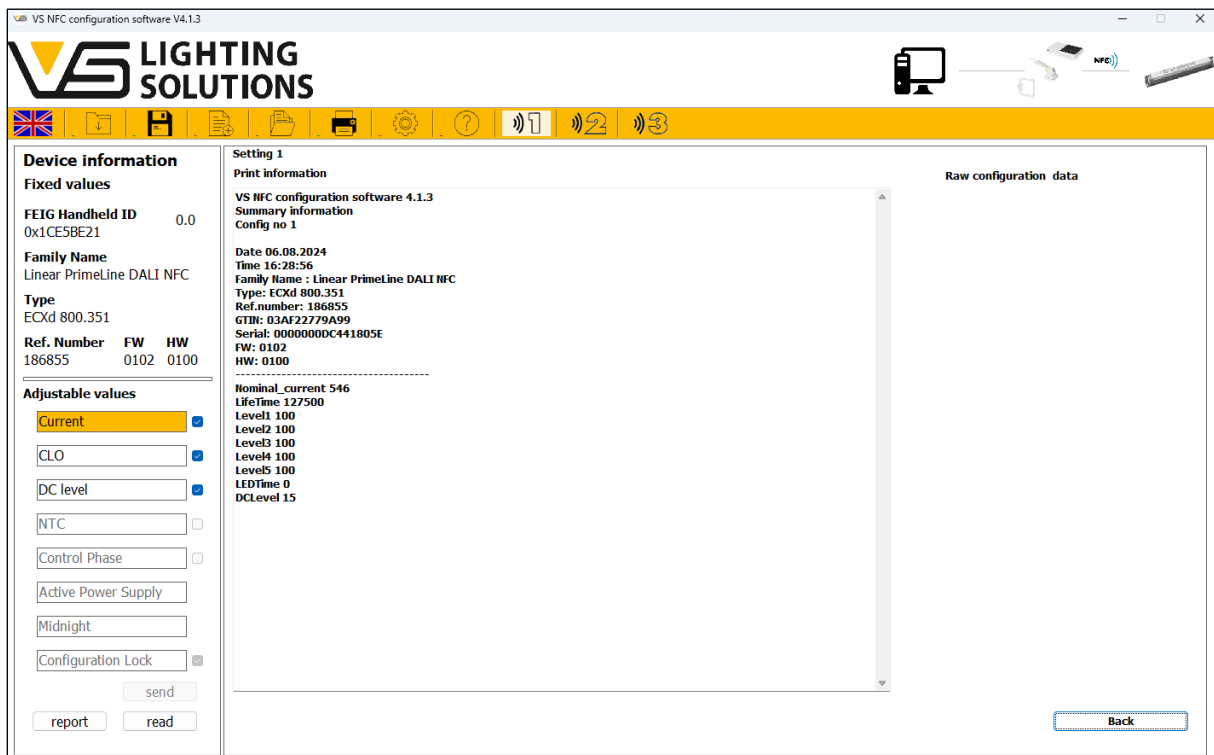 VS NFC configuration software V4.1.3
VS LIGHTING
SOLUTIONS
NFC
1
2
3
Device information
Fixed values
FEIG Handheld ID 0.0
0x1CE5BE21
Family Name
Linear PrimeLine DALI NFC
Type
ECXd 800.351
Ref. Number FW HW
186855 0102 0100
Adjustable values
Current
CLO
DC level
NTC
Control Phase
Active Power Supply
Midnight
Configuration Lock
send
report read
Setting 1
Print information
VS NFC configuration software 4.1.3
Summary information
Config no 1
Date 06.08.2024
Time 16:28:56
Family Name : Linear PrimeLine DALI NFC
Type: ECXd 800.351
Ref.number: 186855
GTIN: 03AF22779A99
Serial: 0000000DC441805E
FW: 0102
HW: 0100
-------------------------------------
Nominal_current 546
LifeTime 127500
Level1 100
Level2 100
Level3 100
Level4 100
Level5 100
LEDTime 0
DCLevel 15
Raw configuration data
Back